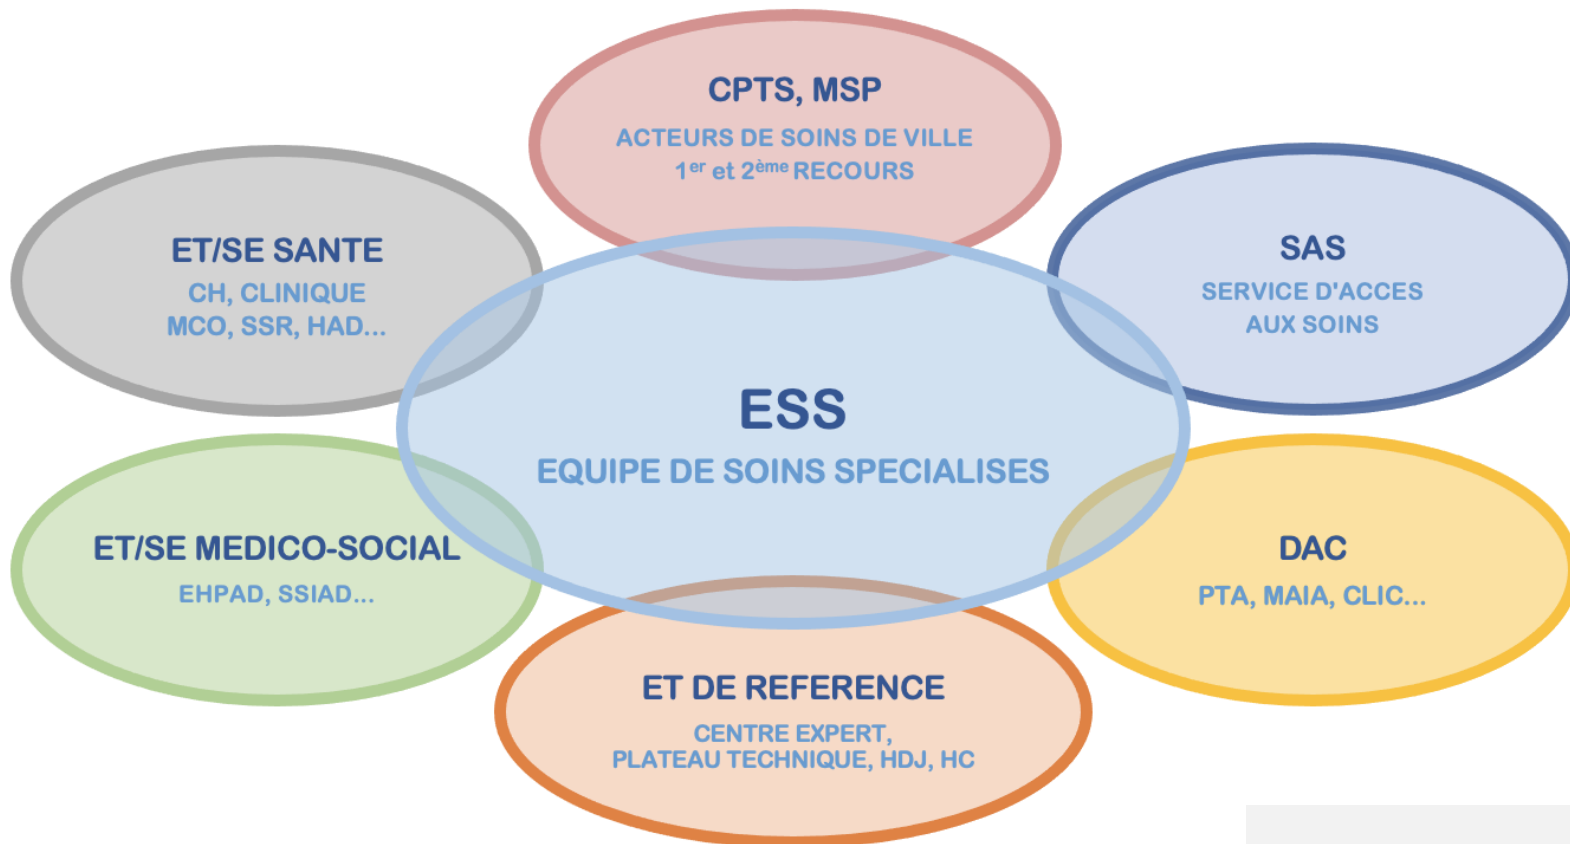 CPTS, MSP
ACTEURS DE SOINS DE VILLE
1er et 2ème RECOURS
ET/SE SANTE
CH, CLINIQUE
MCO, SSR, HAD...
SAS
SERVICE D'ACCES
AUX SOINS
ESS
EQUIPE DE SOINS SPECIALISES
ET/SE MEDICO-SOCIAL
EHPAD, SSIAD...
DAC
PTA, MAIA, CLIC...
ET DE REFERENCE
CENTRE EXPERT,
PLATEAU TECHNIQUE, HDJ, HC